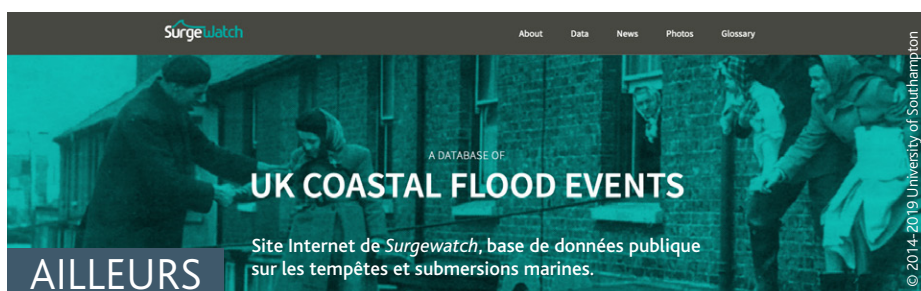 SurgeWatch
About Data News Photos Glossary
A DATABASE OF
UK COASTAL FLOOD EVENTS
Site Internet de Surgewatch, base de données publique
sur les tempêtes et submersions marines.
AILLEURS
© 2014-2019 University of Southampton